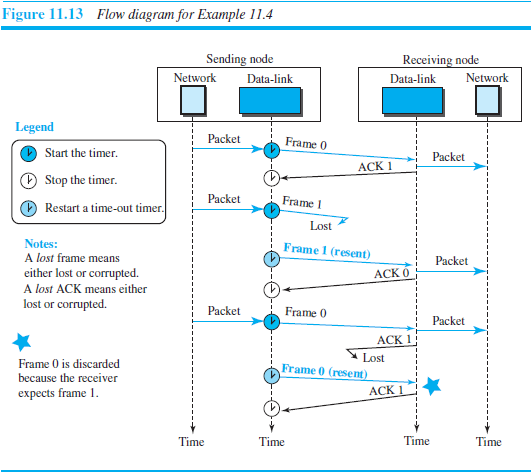 Figure 11.13 Flow diagram for Example 11.4
Sending node
Receiving node
Network
Data-link
Data-link
Network
Legend
Start the timer.
Stop the timer.
Restart a time-out timer.
Notes:
A lost frame means
either lost or corrupted.
A lost ACK means either
lost or corrupted.
Frame 0 is discarded
because the receiver
expects frame 1.
Packet
Frame 0
Packet
ACK 1
Packet
Frame 1
Lost
Frame 1 (resent)
Packet
ACK 0
Packet
Frame 0
Packet
ACK 1
Lost
Frame 0 (resent)
ACK 1
Time
Time
Time
Time